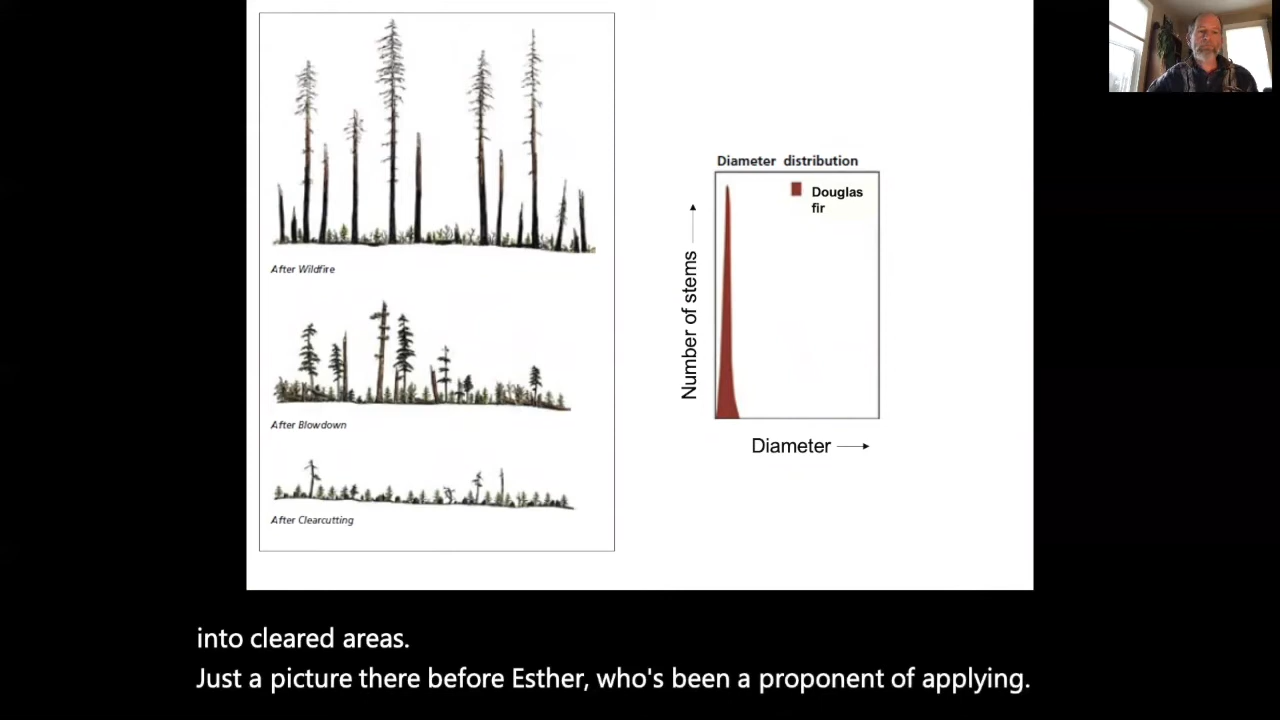 After Wildfire
After Blowdown
After Clearcutting
Diameter distribution
Douglas
fir
Number of stems
Diameter
into cleared areas.
Just a picture there before Esther, who's been a proponent of applying.